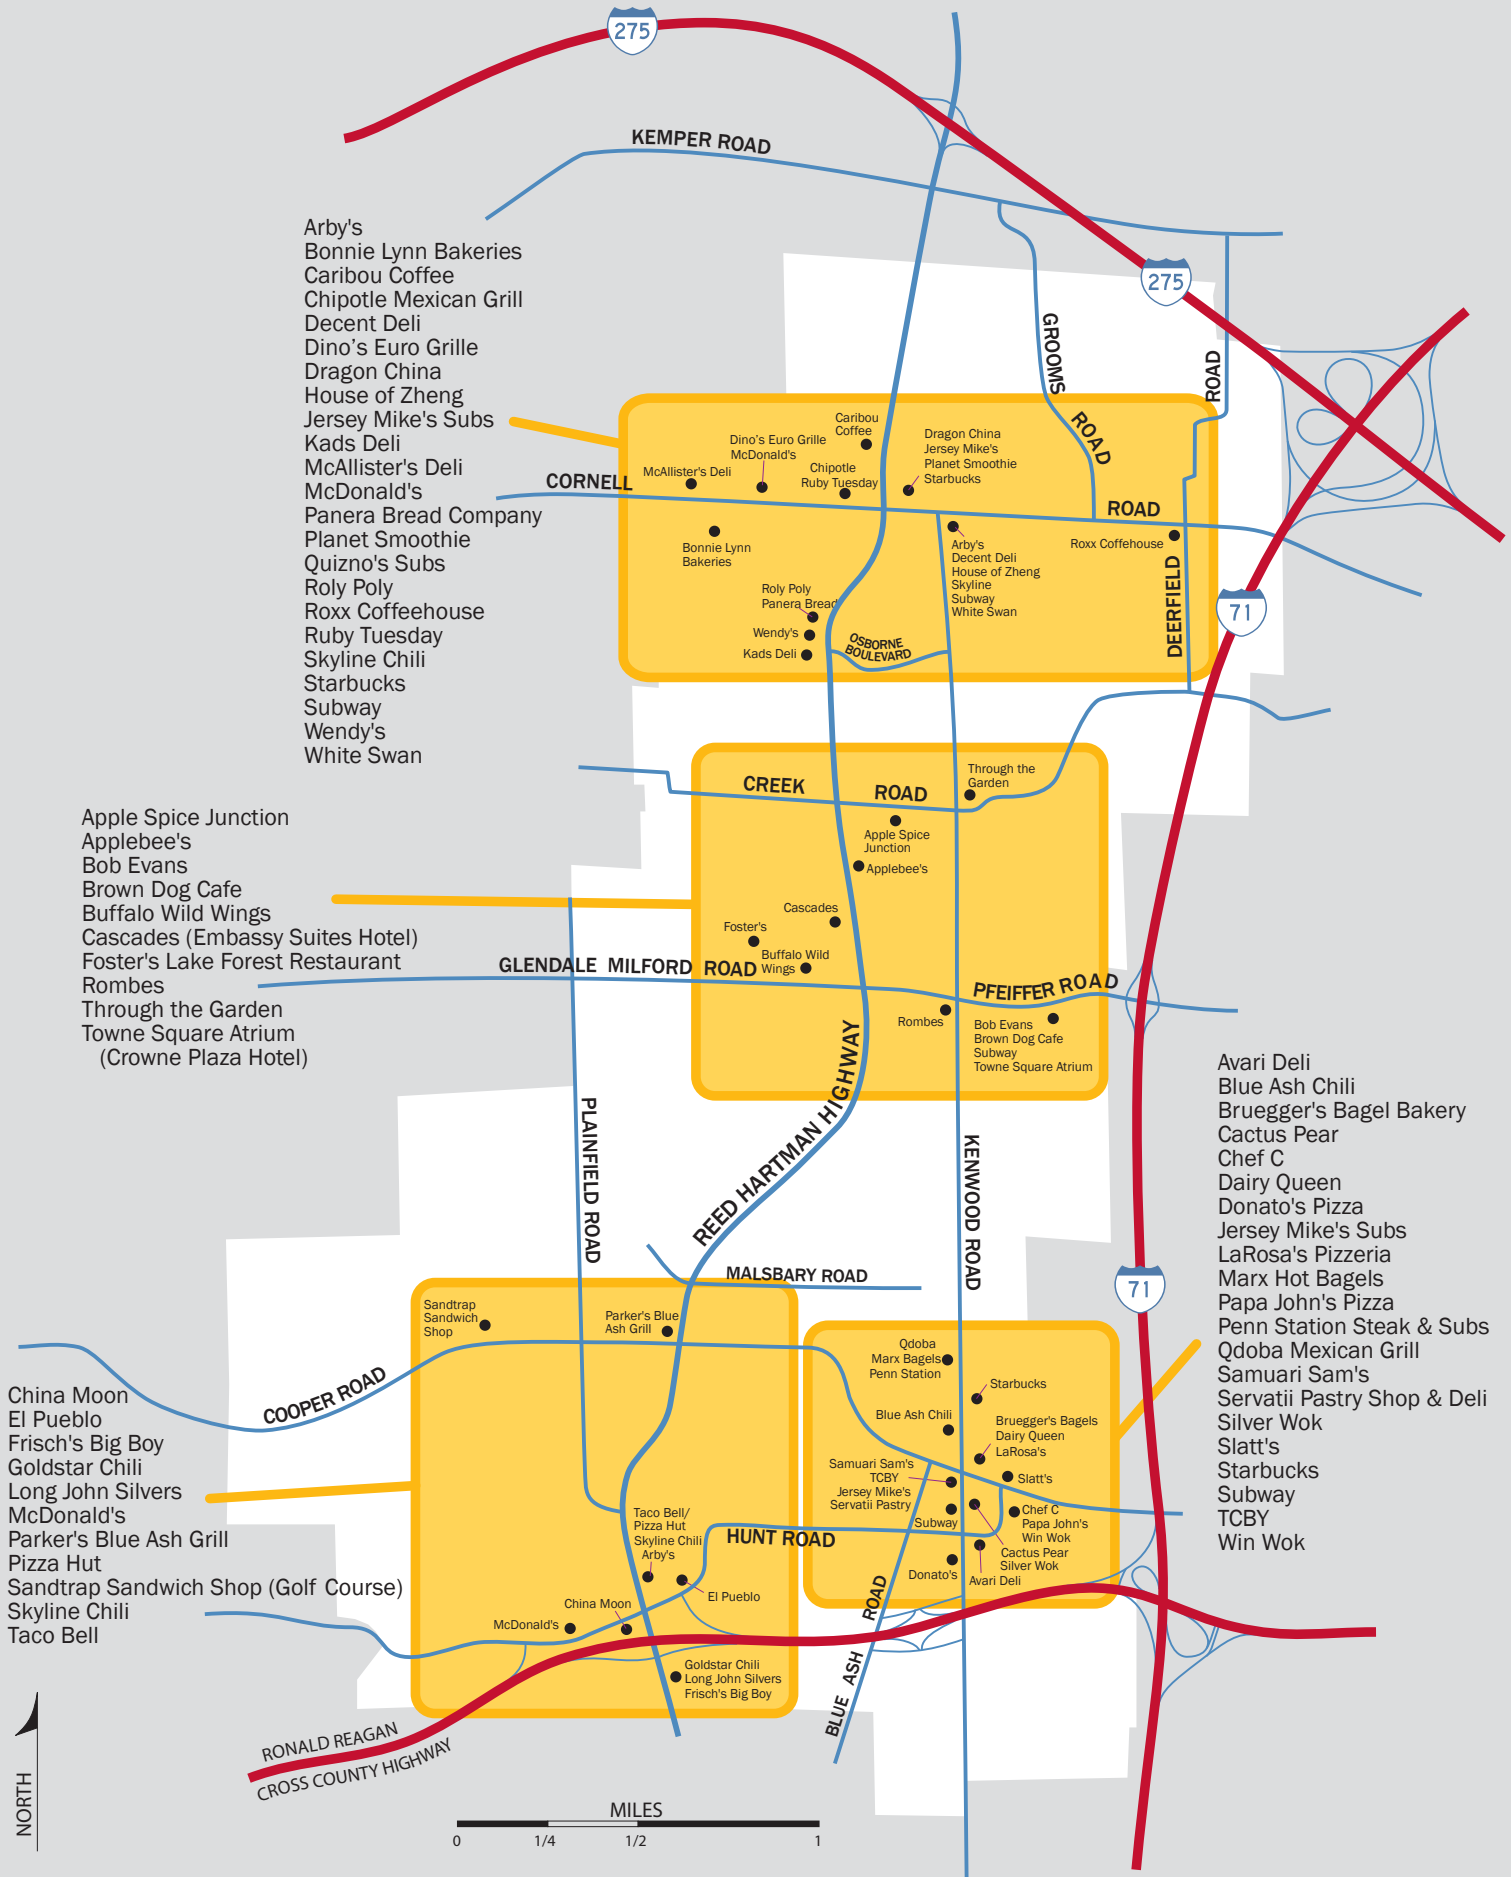 275
KEMPER ROAD
275
Arby's
Bonnie Lynn Bakeries
Caribou Coffee
Chipotle Mexican Grill
Decent Deli
Dino’s Euro Grille
Dragon China
House of Zheng
Jersey Mike's Subs
Kads Deli
McAllister's Deli
McDonald's
Panera Bread Company
Planet Smoothie
Quizno's Subs
Roly Poly
Roxx Coffeehouse
Ruby Tuesday
Skyline Chili
Starbucks
Subway
Wendy's
White Swan
GROOMS
ROAD
ROAD
Caribou
Coffee
Dino’s Euro Grille
McDonald's
McAllister's Deli
Chipotle
Ruby Tuesday
Dragon China
Jersey Mike's
Planet Smoothie
Starbucks
CORNELL
ROAD
Bonnie Lynn
Bakeries
Arby's
Decent Deli
House of Zheng
Skyline
Subway
White Swan
Roxx Coffehouse
DEERFIELD
71
Roly Poly
Panera Bread
Wendy's
Kads Deli
OSBORNE
BOULEVARD
Apple Spice Junction
Applebee's
Bob Evans
Brown Dog Cafe
Buffalo Wild Wings
Cascades (Embassy Suites Hotel)
Foster's Lake Forest Restaurant
Rombes
Through the Garden
Towne Square Atrium
(Crowne Plaza Hotel)
CREEK
ROAD
Through the
Garden
Apple Spice
Junction
Applebee's
Cascades
Foster's
Buffalo Wild
Wings
GLENDALE MILFORD ROAD
PFEIFFER ROAD
Rombes
Bob Evans
Brown Dog Cafe
Subway
Towne Square Atrium
PLAINFIELD ROAD
REED HARTMAN HIGHWAY
KENWOOD ROAD
MALSBARY ROAD
71
Avari Deli
Blue Ash Chili
Bruegger's Bagel Bakery
Cactus Pear
Chef C
Dairy Queen
Donato's Pizza
Jersey Mike's Subs
LaRosa's Pizzeria
Marx Hot Bagels
Papa John's Pizza
Penn Station Steak & Subs
Qdoba Mexican Grill
Samuari Sam's
Servatii Pastry Shop & Deli
Silver Wok
Slatt's
Starbucks
Subway
TCBY
Win Wok
Sandtrap
Sandwich
Shop
Parker's Blue
Ash Grill
COOPER ROAD
China Moon
El Pueblo
Frisch's Big Boy
Goldstar Chili
Long John Silvers
McDonald's
Parker's Blue Ash Grill
Pizza Hut
Sandtrap Sandwich Shop (Golf Course)
Skyline Chili
Taco Bell
Qdoba
Marx Bagels
Penn Station
Starbucks
Blue Ash Chili
Bruegger's Bagels
Dairy Queen
LaRosa's
Samuari Sam's
TCBY
Jersey Mike's
Servatii Pastry
Slatt's
Subway
Chef C
Papa John's
Win Wok
Cactus Pear
Silver Wok
Donato's
Avari Deli
Taco Bell/
Pizza Hut
Skyline Chili
Arby's
HUNT ROAD
El Pueblo
China Moon
McDonald's
Goldstar Chili
Long John Silvers
Frisch's Big Boy
BLUE ASH ROAD
RONALD REAGAN
CROSS COUNTY HIGHWAY
NORTH
MILES
0 1/4 1/2 1